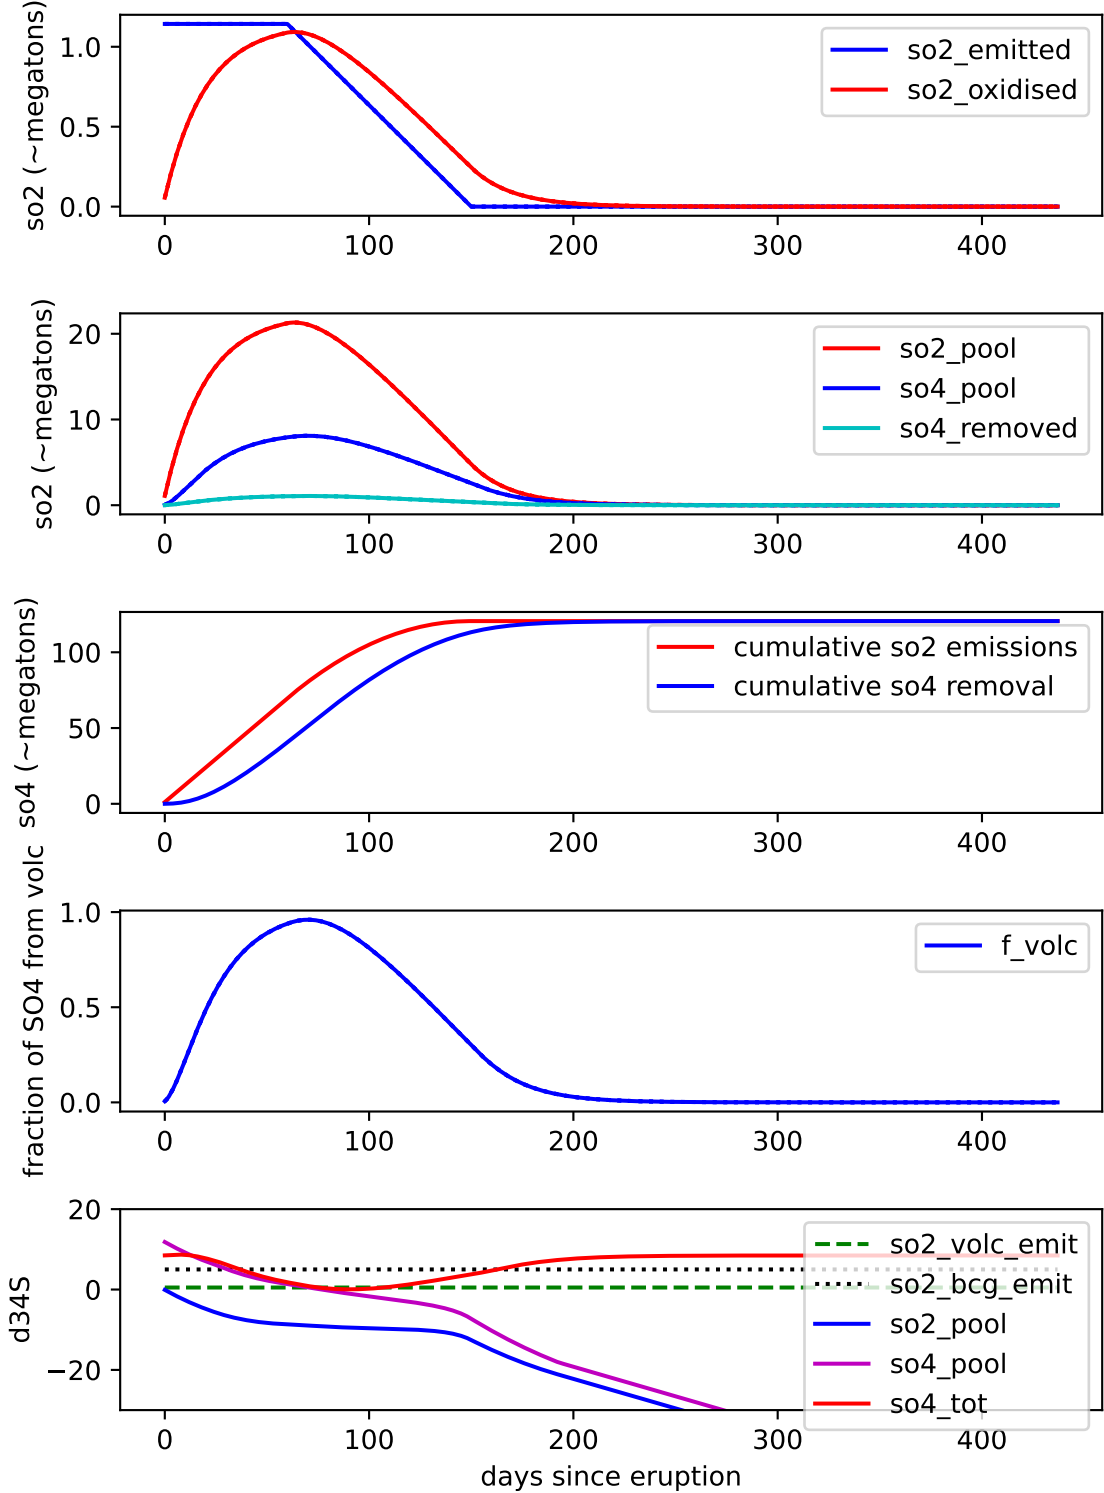 so2 (~megatons)
1.0
0.5
0.0
so2_emitted
so2_oxidised
0 100 200 300 400
so2 (~megatons)
20
10
0
so2_pool
so4_pool
so4_removed
0 100 200 300 400
so4 (~megatons)
100
50
0
cumulative so2 emissions
cumulative so4 removal
0 100 200 300 400
fraction of SO4 from volc
1.0
0.5
0.0
f_volc
0 100 200 300 400
d34S
20
0
−20
so2_volc_emit
so2_bcg_emit
so2_pool
so4_pool
so4_tot
0 100 200 300 400
days since eruption